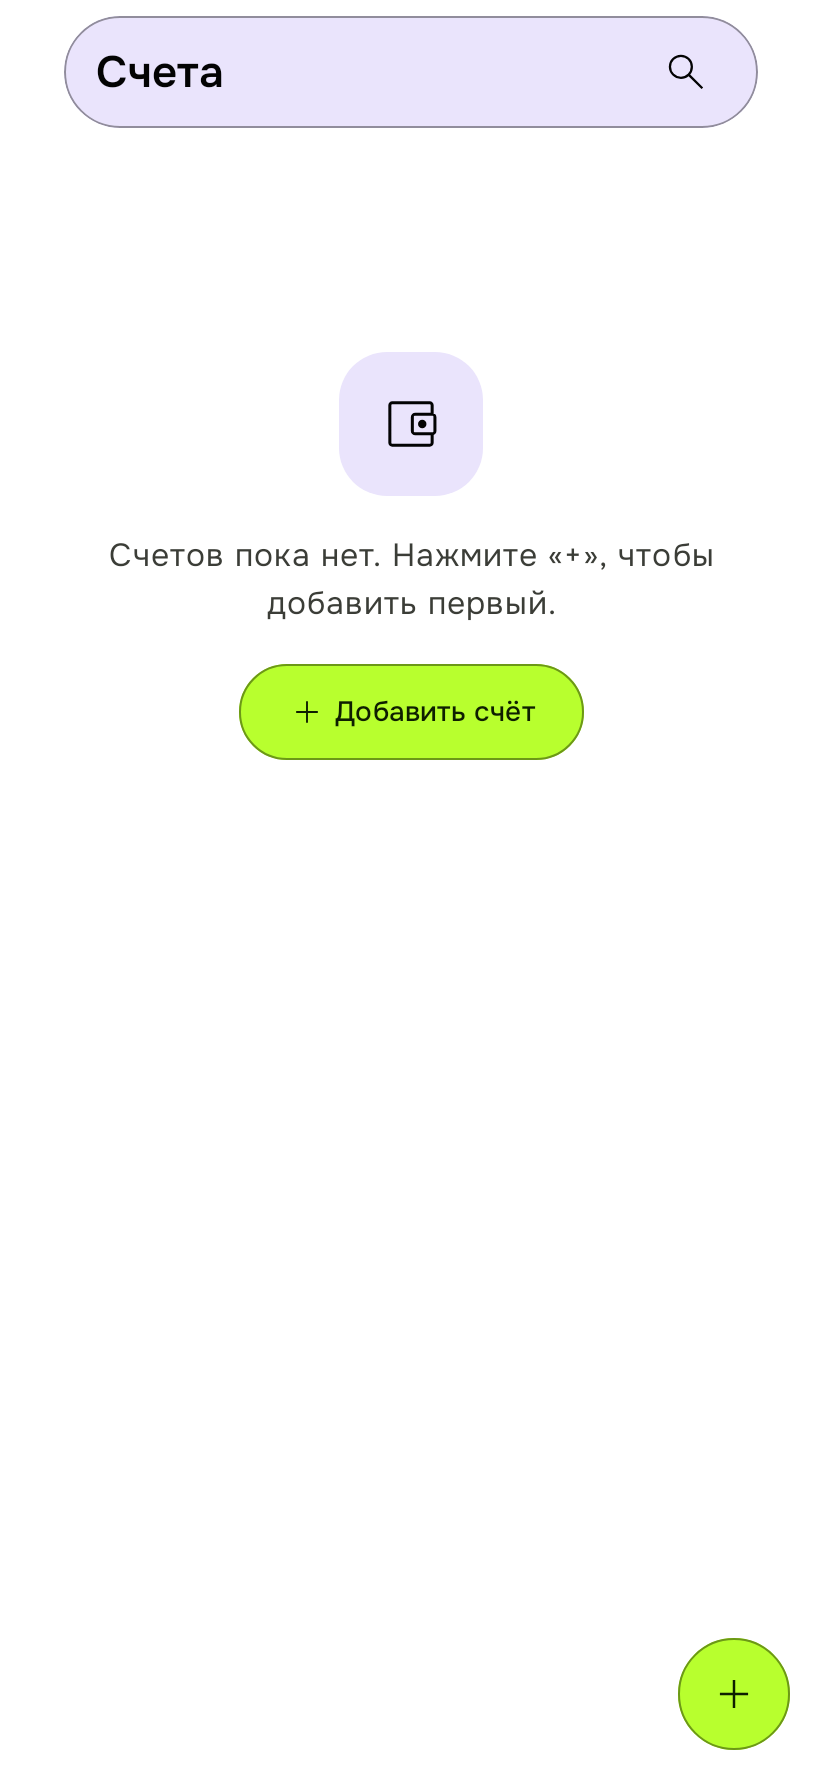 Счета
Счетов пока нет. Нажмите «+», чтобы
добавить первый.
+ Добавить счёт
+